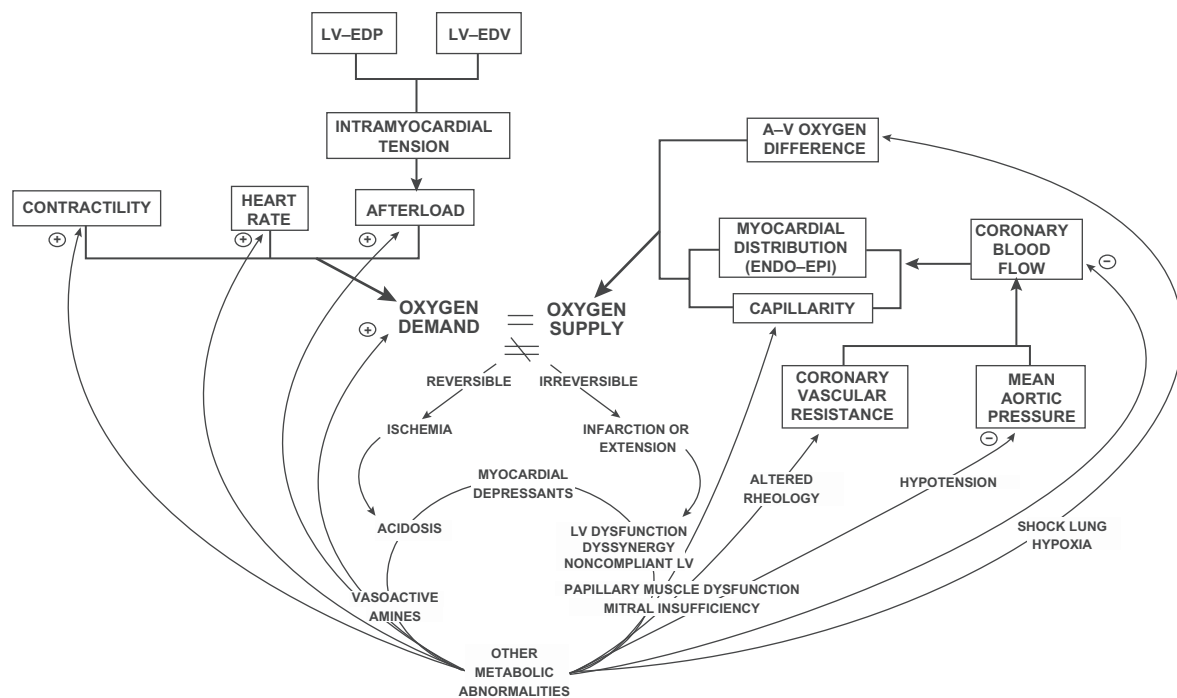 LV–EDP
LV–EDV
INTRAMYOCARDIAL
TENSION
A–V OXYGEN
DIFFERENCE
CONTRACTILITY
HEART
RATE
AFTERLOAD
MYOCARDIAL
DISTRIBUTION
(ENDO–EPI)
CORONARY
BLOOD
FLOW
+
+
+
−
CAPILLARITY
OXYGEN
DEMAND
=
OXYGEN
SUPPLY
+
≠
REVERSIBLE
IRREVERSIBLE
CORONARY
VASCULAR
RESISTANCE
MEAN
AORTIC
PRESSURE
−
ISCHEMIA
INFARCTION OR
EXTENSION
MYOCARDIAL
DEPRESSANTS
ALTERED
RHEOLOGY
HYPOTENSION
ACIDOSIS
LV DYSFUNCTION
DYSSYNERGY
NONCOMPLIANT LV
SHOCK LUNG
HYPOXIA
PAPILLARY MUSCLE DYSFUNCTION
MITRAL INSUFFICIENCY
VASOACTIVE
AMINES
OTHER
METABOLIC
ABNORMALITIES